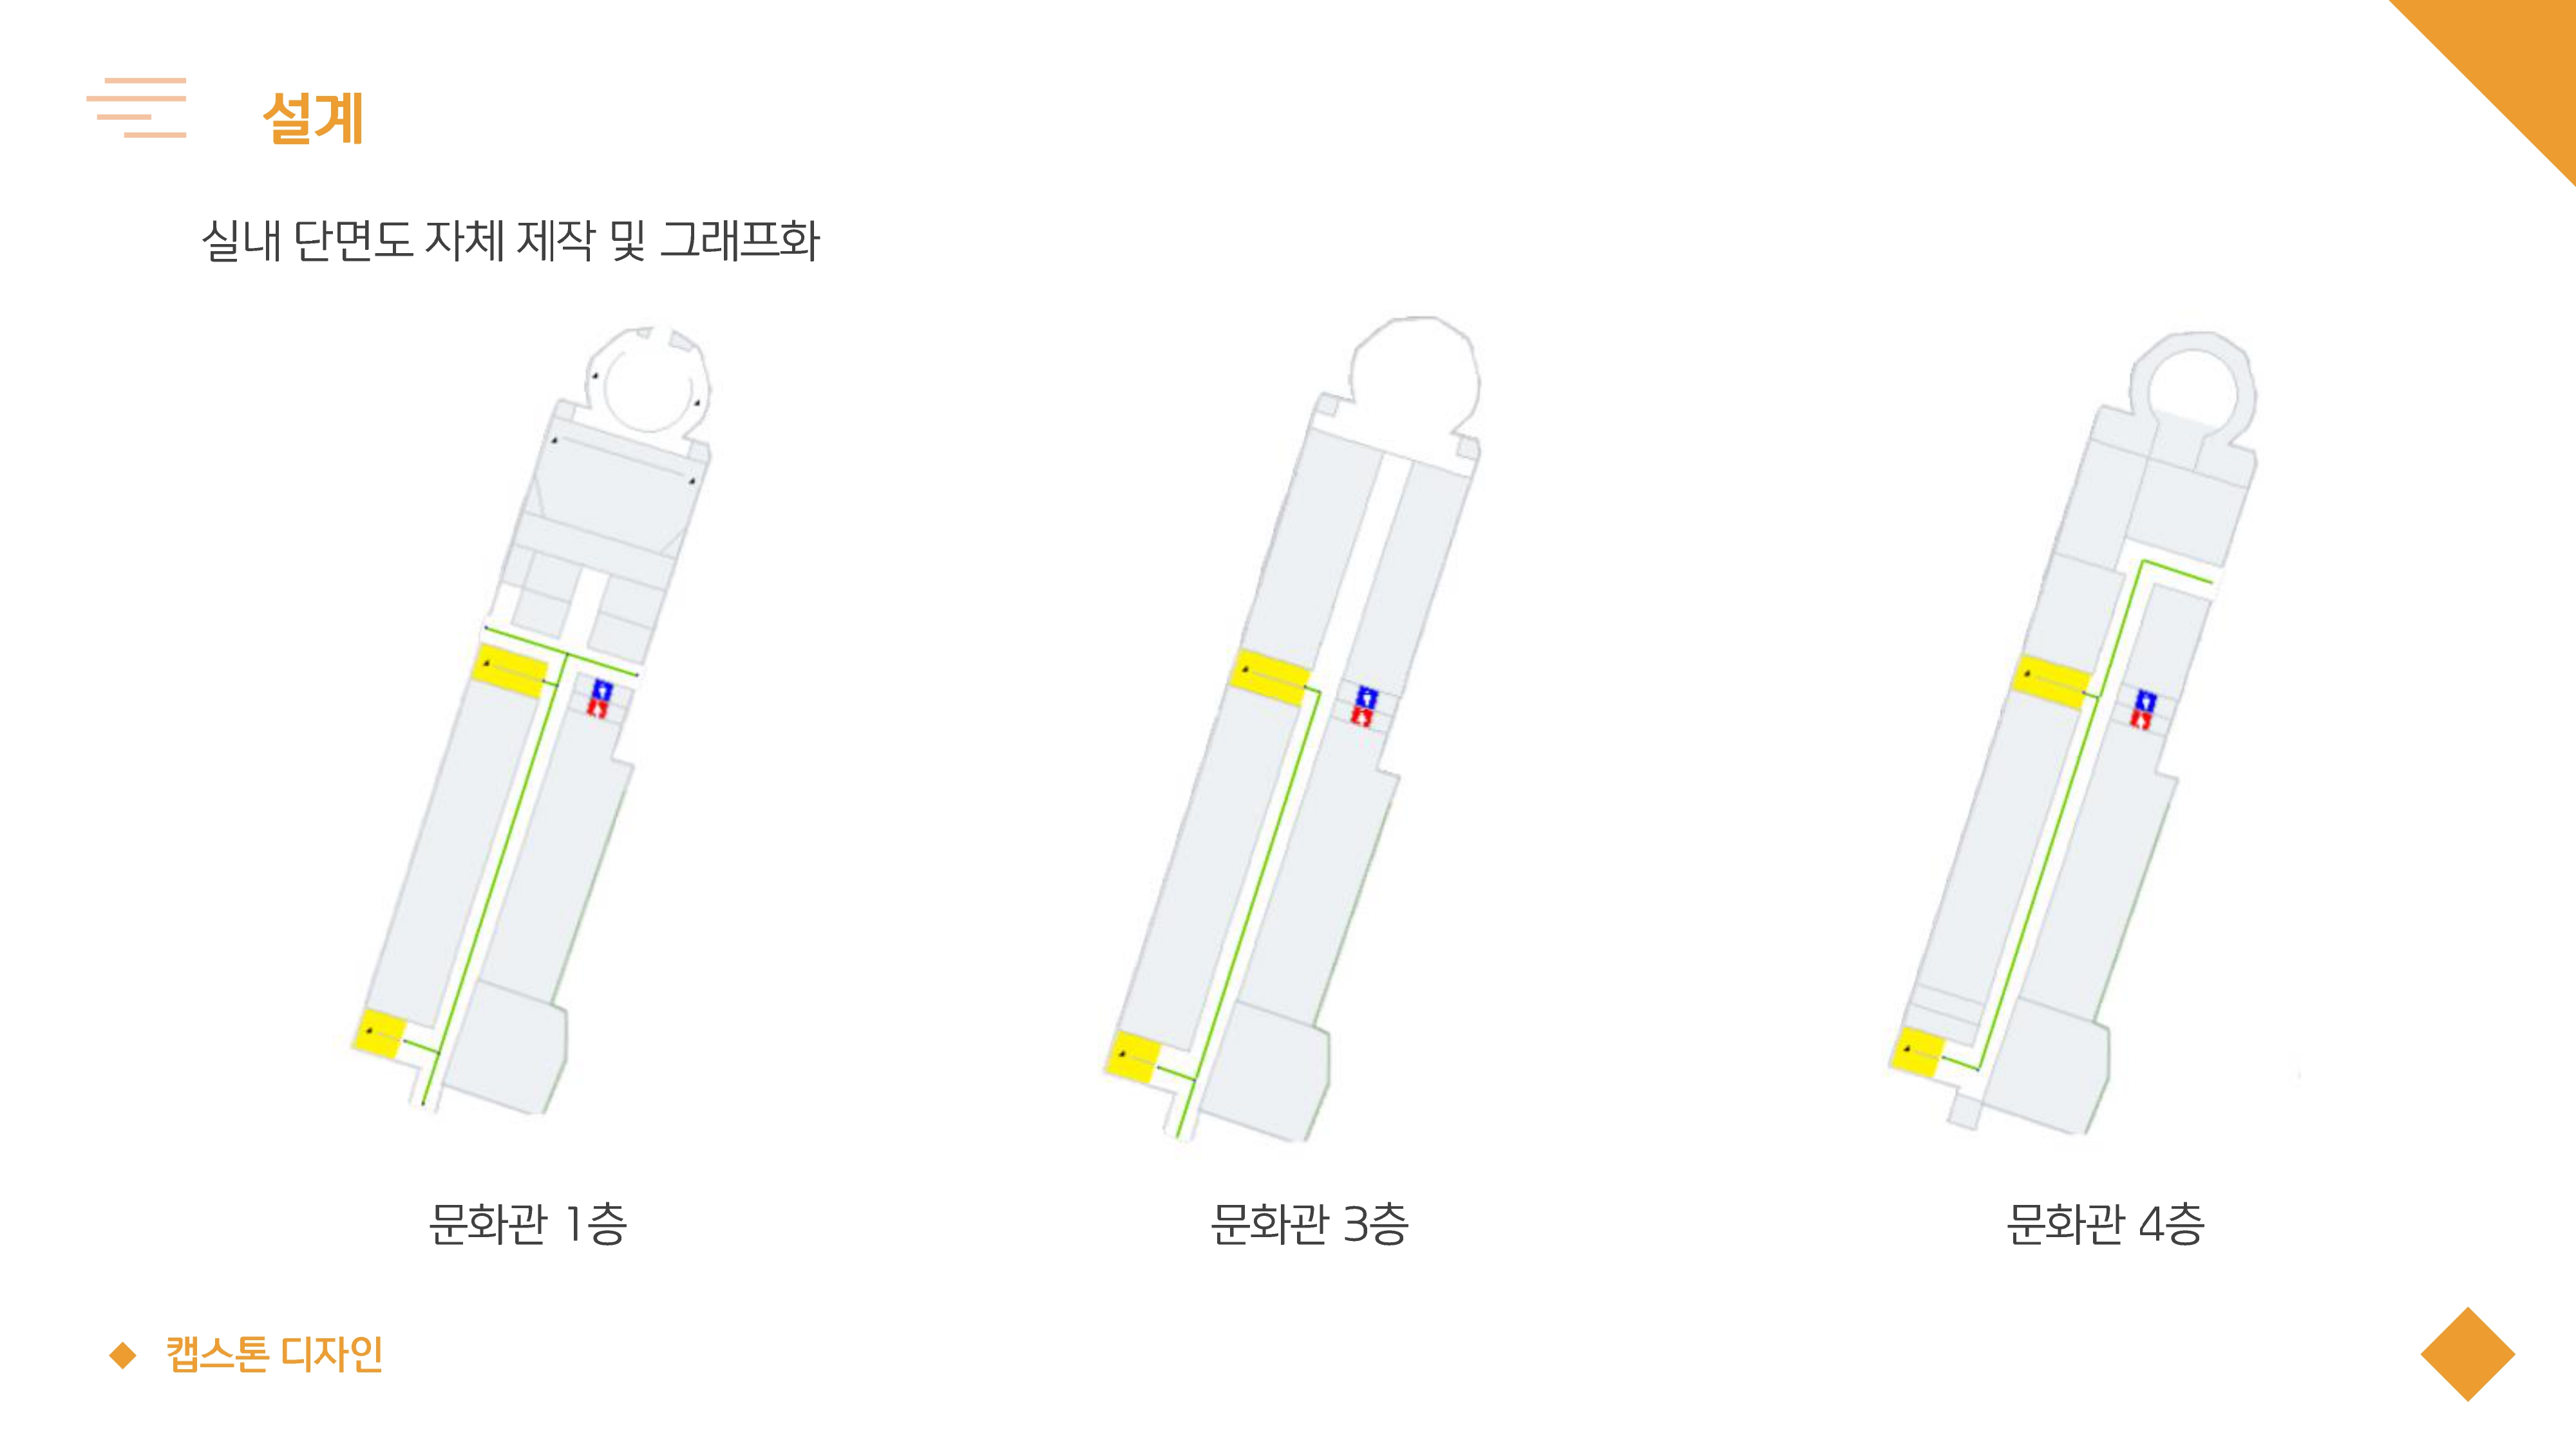 설계
실내 단면도 자체 제작 및 그래프화
문화관 1층
문화관 3층
문화관 4층
캡스톤 디자인